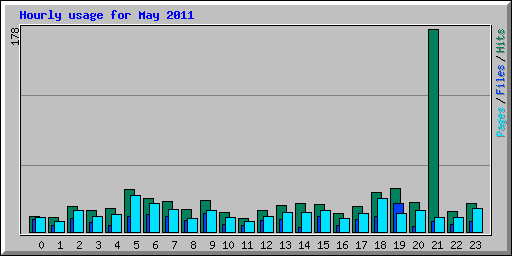 Hourly usage for May 2011
178
Pages/Files/Hits
0 1 2 3 4 5 6 7 8 9 10 11 12 13 14 15 16 17 18 19 20 21 22 23